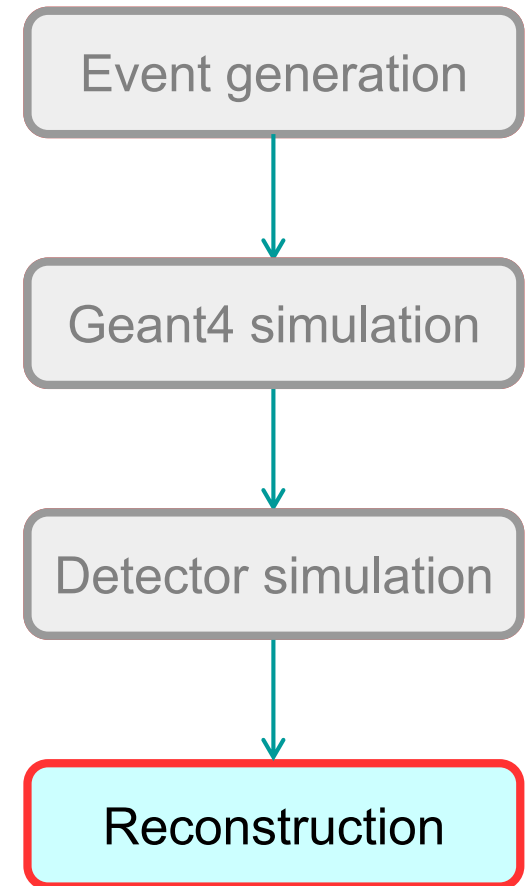 Event generation
Geant4 simulation
Detector simulation
Reconstruction